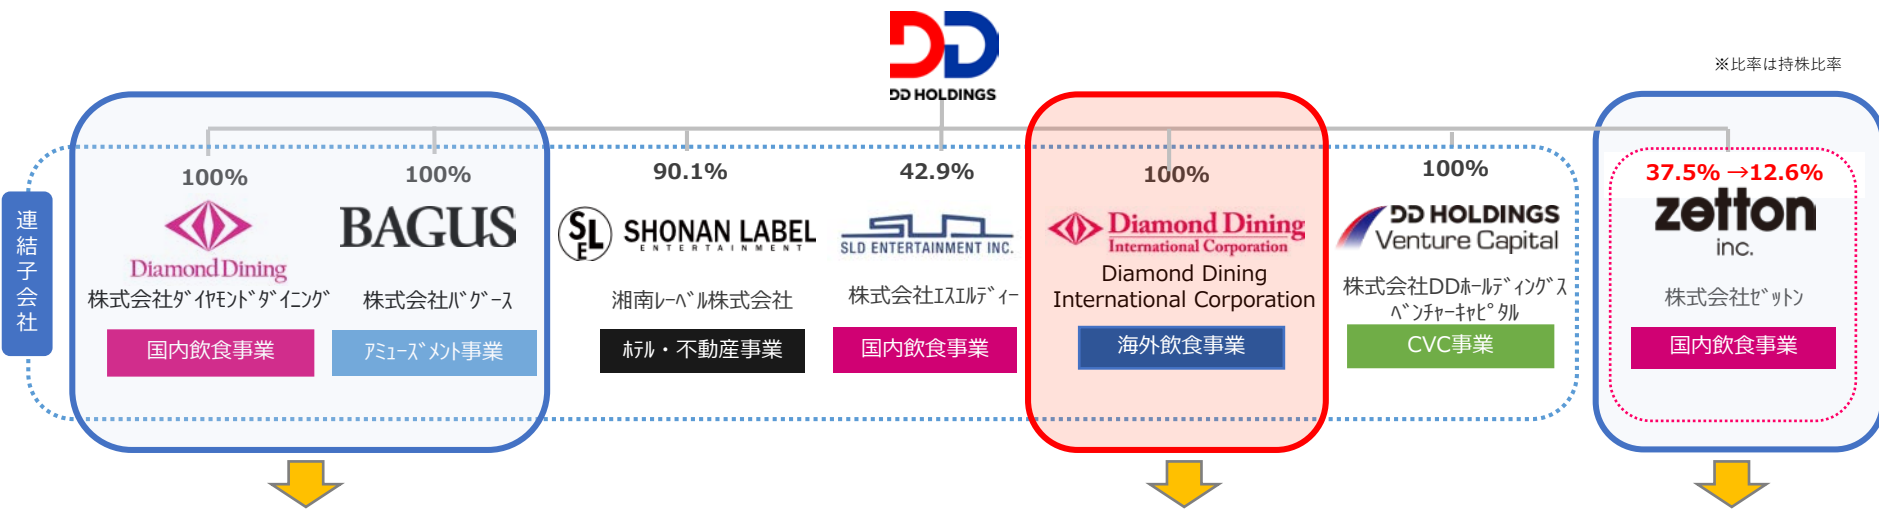 DD HOLDINGS
※比率は持株比率
連結子会社
100%
DiamondDining
株式会社ﾀﾞｲﾔﾓﾝﾄﾞﾀﾞｲﾆﾝｸﾞ
国内飲食事業
100%
BAGUS
株式会社ﾊﾞｸﾞｰｽ
ｱﾐｭｰｽﾞﾒﾝﾄ事業
90.1%
SLE
SHONAN LABEL
ENTERTAINMENT
湘南ﾚｰﾍﾞﾙ株式会社
ﾎﾃﾙ・不動産事業
42.9%
SLD
SLD ENTERTAINMENT INC.
株式会社ｴｽｴﾙﾃﾞｨｰ
国内飲食事業
100%
Diamond Dining
International Corporation
Diamond Dining
International Corporation
海外飲食事業
100%
DD HOLDINGS
Venture Capital
株式会社DDﾎｰﾙﾃﾞｨﾝｸﾞｽ
ﾍﾞﾝﾁｬｰｷｬﾋﾟﾀﾙ
CVC事業
37.5% →12.6%
zetton
inc.
株式会社ｾﾞｯﾄﾝ
国内飲食事業